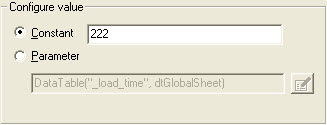 Configure value
Constant 222
Parameter
DataTable("_load_time", dtGlobalSheet)